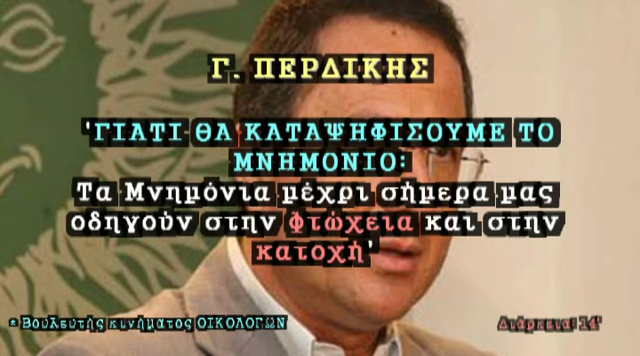 Γ. ΠΕΡΔΙΚΗΣ
'ΓΙΑΤΙ ΘΑ ΚΑΤΑΨΗΦΙΣΟΥΜΕ ΤΟ
ΜΝΗΜΟΝΙΟ:
Τα Μνημόνια μέχρι σήμερα μας
οδηγούν στην Φτώχεια και στην
κατοχή'
* Βουλευτής κινήματος ΟΙΚΟΛΟΓΩΝ
Διάρκεια: 14'